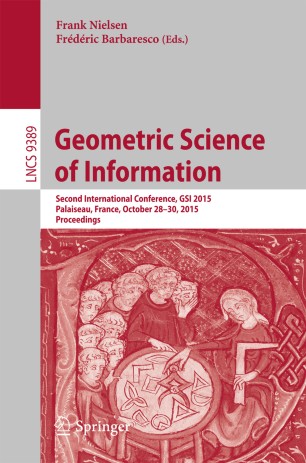 Frank Nielsen
Frédéric Barbaresco (Eds.)
LNCS 9389
Geometric Science
of Information
Second International Conference, GSI 2015
Palaiseau, France, October 28–30, 2015
Proceedings
Springer